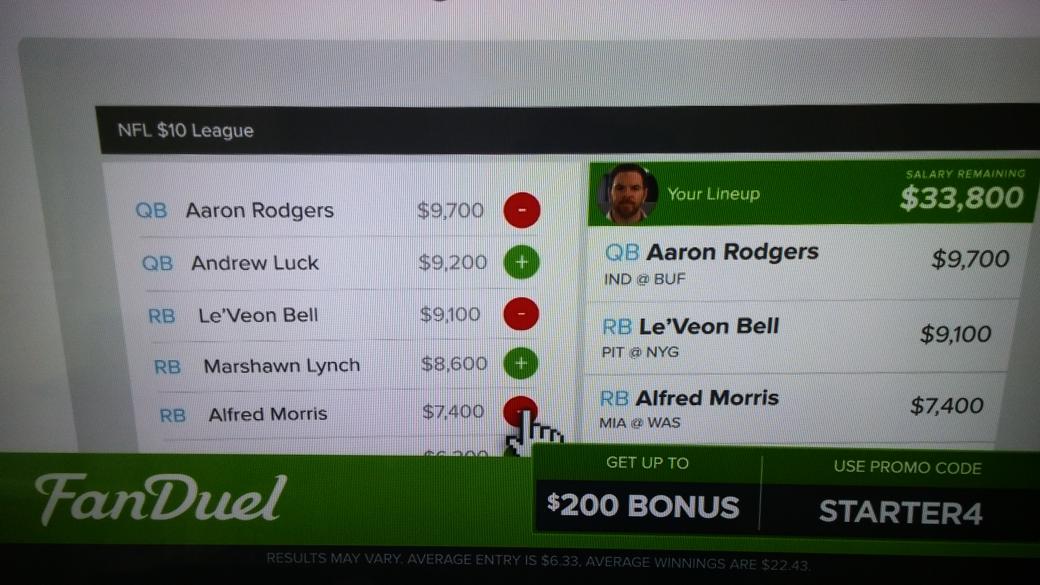 NFL $10 League
QB Aaron Rodgers $9,700 -
QB Andrew Luck $9,200 +
RB Le'Veon Bell $9,100 -
RB Marshawn Lynch $8,600 +
RB Alfred Morris $7,400
Your Lineup
SALARY REMAINING
$33,800
QB Aaron Rodgers $9,700
IND @ BUF
RB Le'Veon Bell $9,100
PIT @ NYG
RB Alfred Morris $7,400
MIA @ WAS
FanDuel
GET UP TO
$200 BONUS
USE PROMO CODE
STARTER4
RESULTS MAY VARY. AVERAGE ENTRY IS $6.33, AVERAGE WINNINGS ARE $22.43.